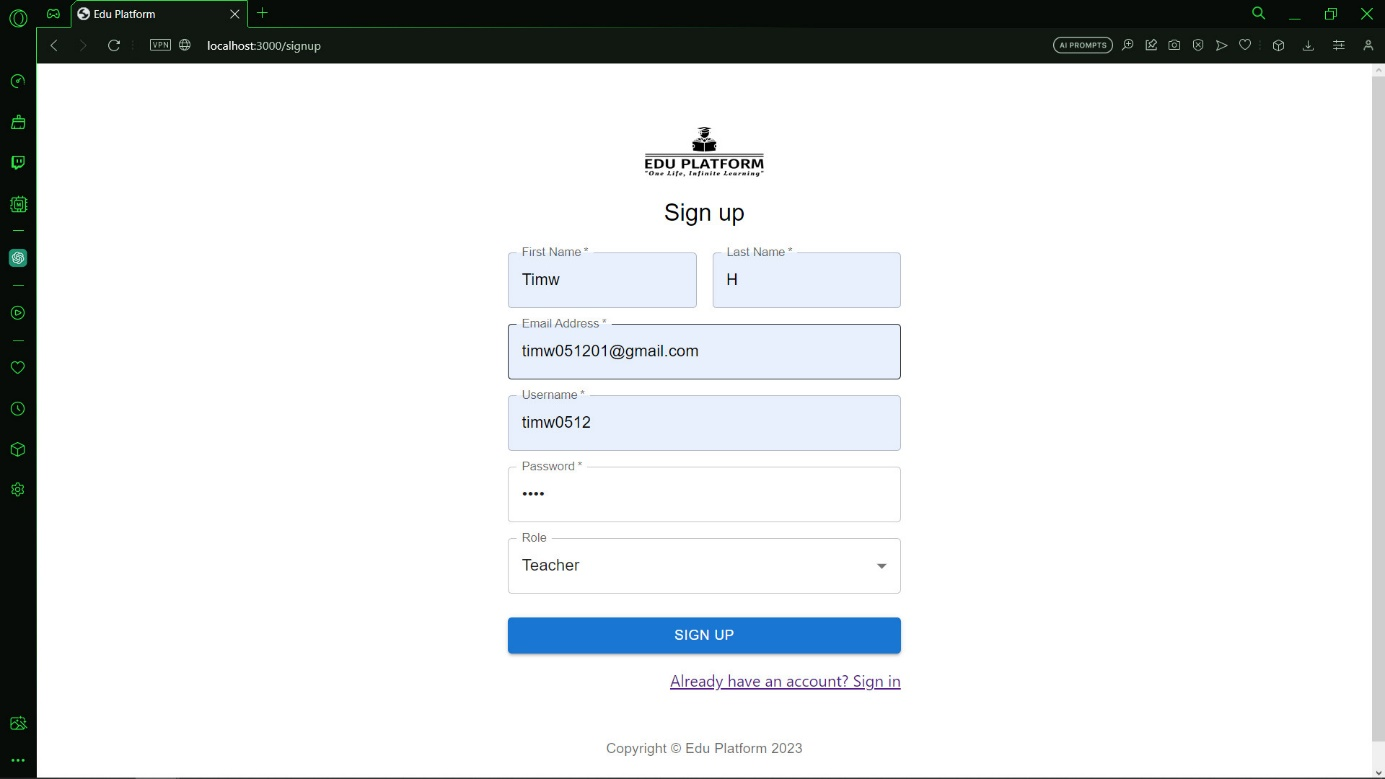 Edu Platform
VPN
localhost:3000/signup
AI PROMPTS
EDU PLATFORM
"One Life, Infinite Learning"
Sign up
First Name *
Last Name *
Timw
H
Email Address *
timw051201@gmail.com
Username *
timw0512
Password *
••••
Role
Teacher
SIGN UP
Already have an account? Sign in
Copyright © Edu Platform 2023